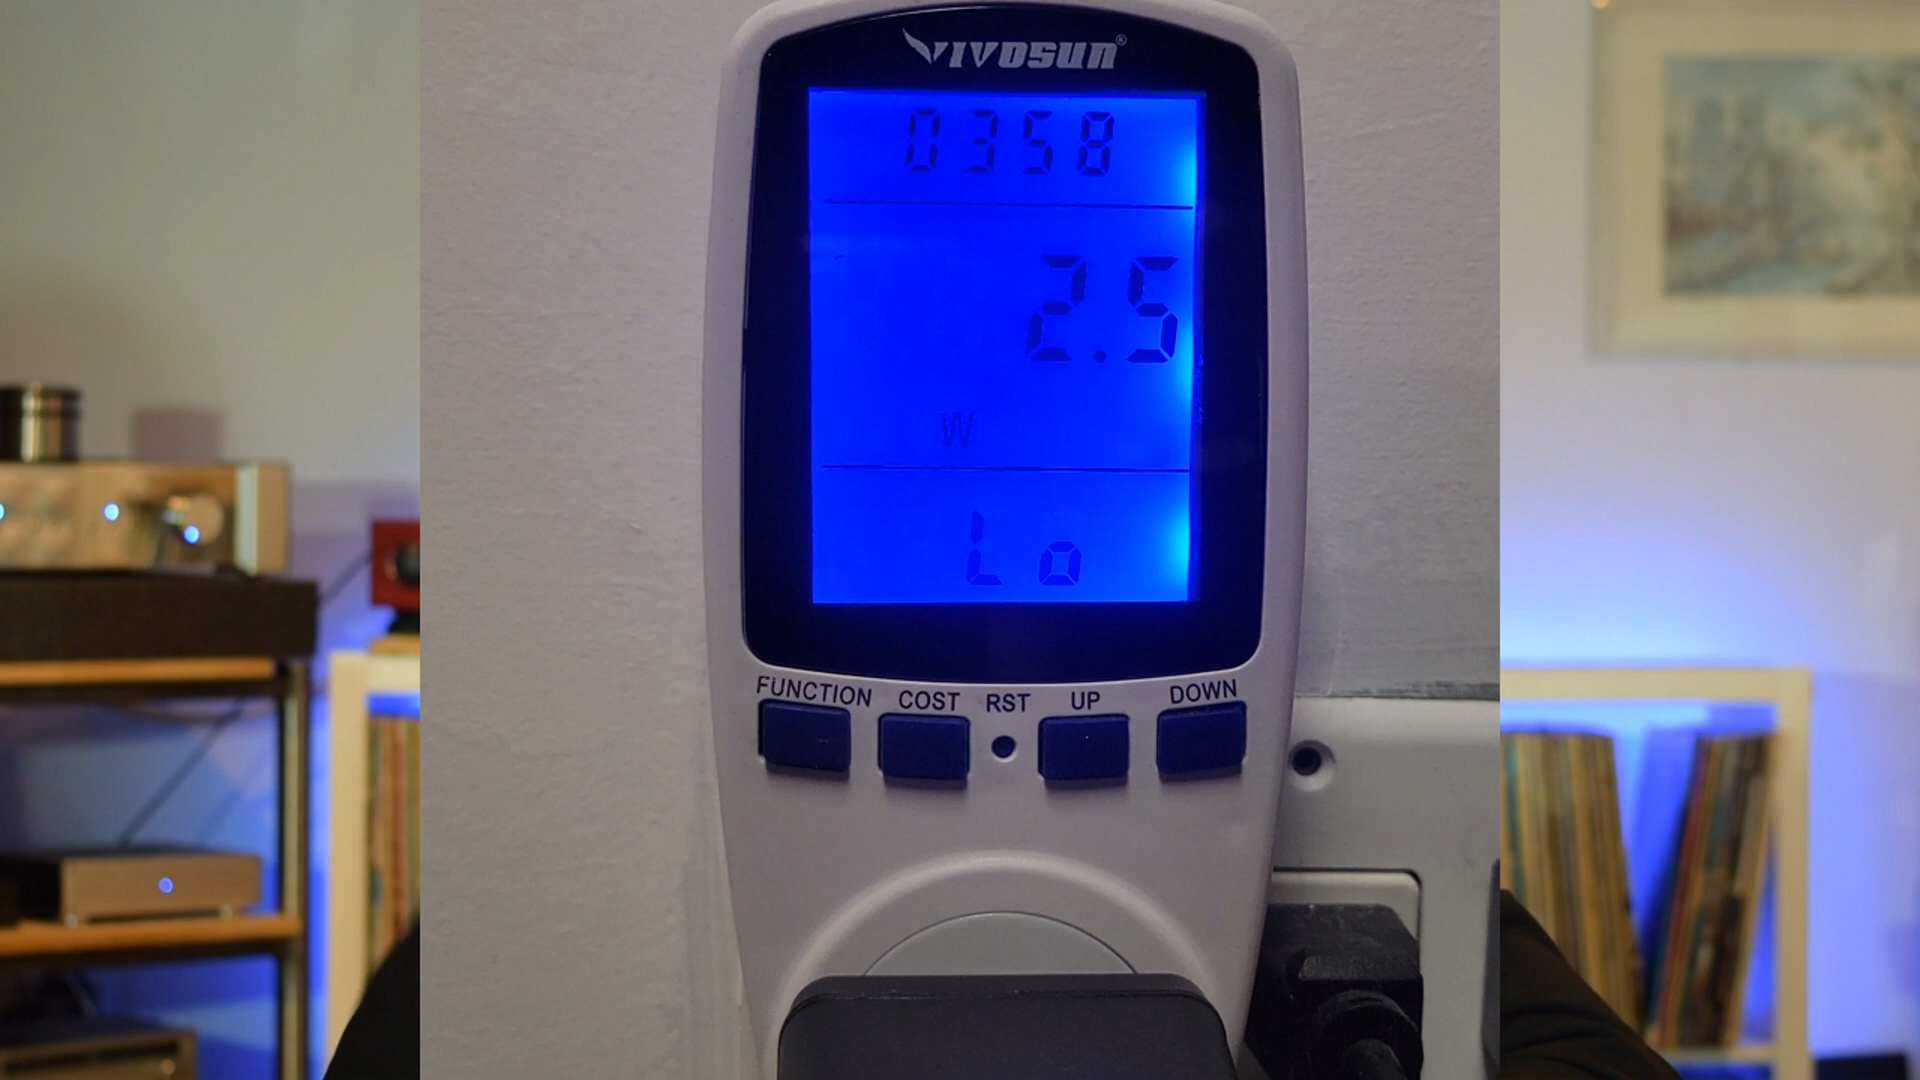 VIVOSUN®
0358
2.5
W
Lo
FUNCTION COST RST UP DOWN